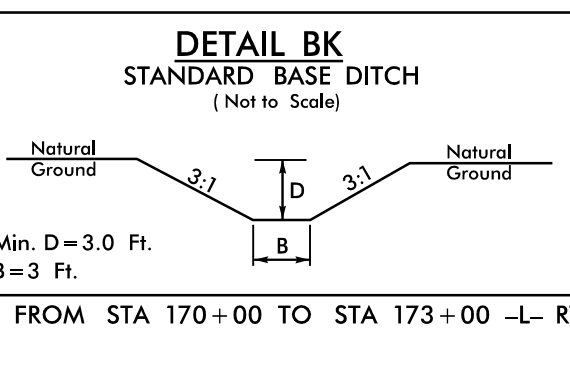 DETAIL BK
STANDARD BASE DITCH
( Not to Scale)
Natural
Ground
3:1
D
3:1
Natural
Ground
B
Min. D=3.0 Ft.
B=3 Ft.
FROM STA 170+00 TO STA 173+00 -L-